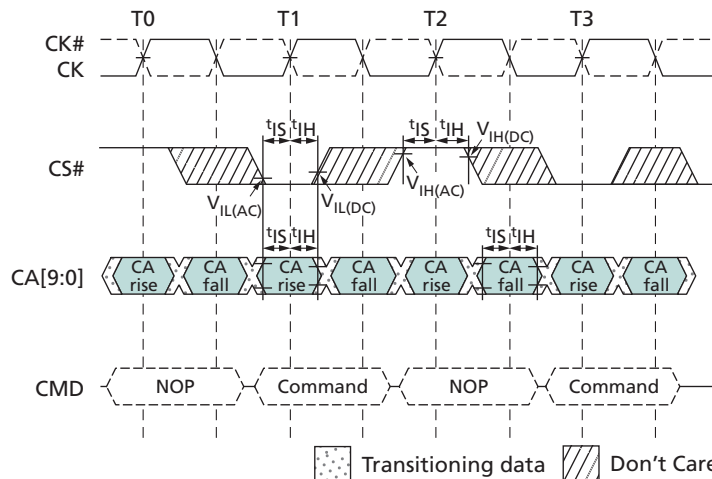 T0 T1 T2 T3
CK#
CK
tIS tIH tIS tIH
VIH(DC)
CS#
VIL(AC) VIL(DC) VIH(AC)
tIS tIH tIS tIH
CA[9:0] CA rise CA fall CA rise CA fall CA rise CA fall CA rise CA fall
CMD NOP Command NOP Command
Transitioning data Don't Care